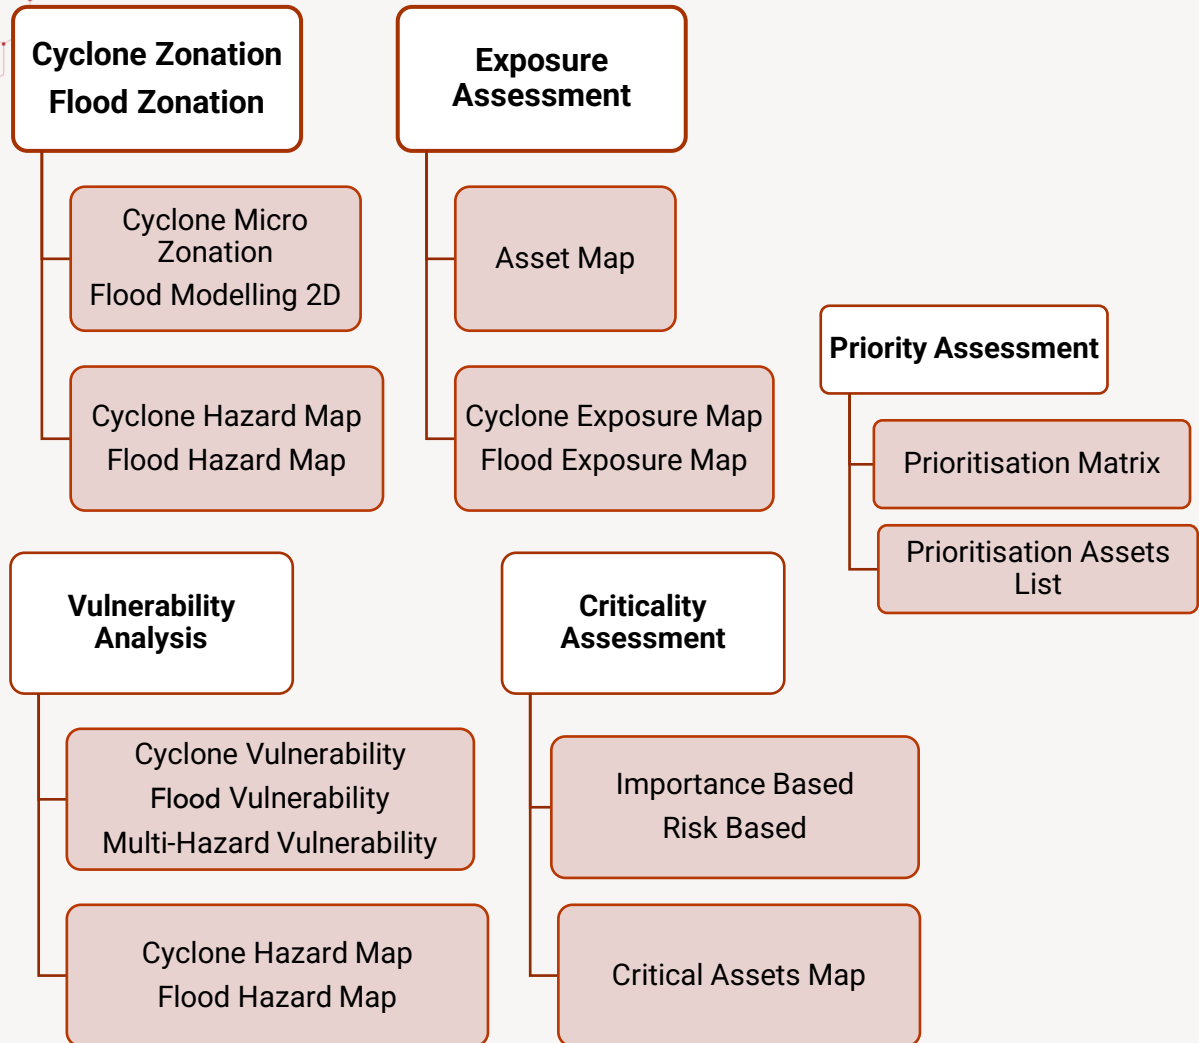 Cyclone Zonation
Flood Zonation
Cyclone Micro
Zonation
Flood Modelling 2D
Cyclone Hazard Map
Flood Hazard Map
Exposure
Assessment
Asset Map
Cyclone Exposure Map
Flood Exposure Map
Priority Assessment
Prioritisation Matrix
Prioritisation Assets
List
Vulnerability
Analysis
Cyclone Vulnerability
Flood Vulnerability
Multi-Hazard Vulnerability
Cyclone Hazard Map
Flood Hazard Map
Criticality
Assessment
Importance Based
Risk Based
Critical Assets Map